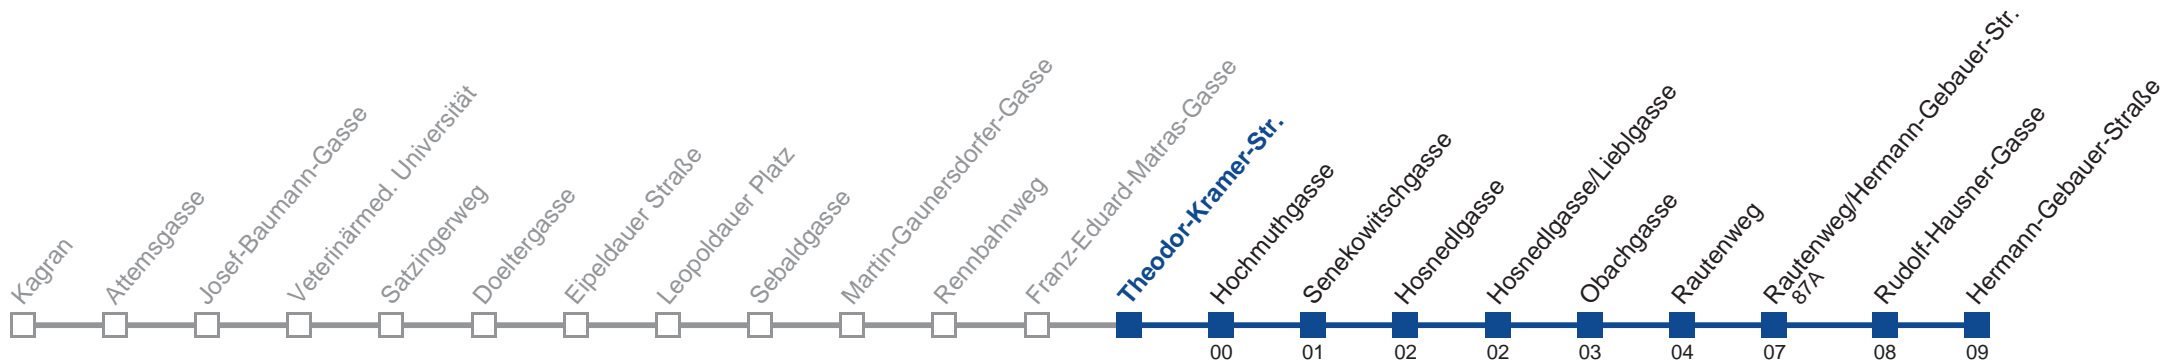 Kagran
Attemsgasse
Josef-Baumann-Gasse
Veterinärmed. Universität
Satzingerweg
Doeltergasse
Eipeldauer Straße
Leopoldauer Platz
Sebaldgasse
Martin-Gaunersdorfer-Gasse
Rennbahnweg
Franz-Eduard-Matras-Gasse
Theodor-Kramer-Str.
Hochmuthgasse
Senekowitschgasse
Hosnedlgasse
Hosnedlgasse/Lieblgasse
Obachgasse
Rautenweg
Rautenweg/Hermann-Gebauer-Str.
87A
Rudolf-Hausner-Gasse
Hermann-Gebauer-Straße
00 01 02 02 03 04 07 08 09